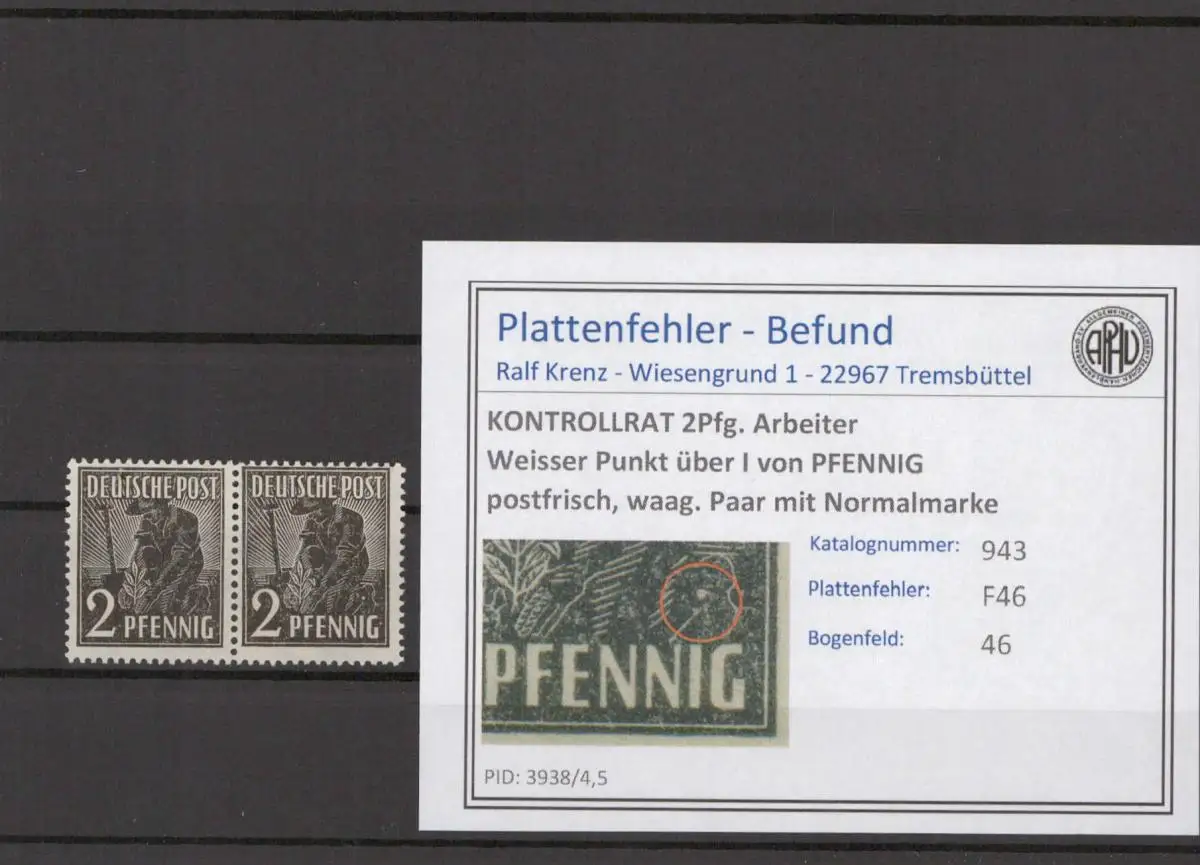 DEUTSCHE POST DEUTSCHE POST
2 PFENNIG 2 PFENNIG
Plattenfehler - Befund
Ralf Krenz - Wiesengrund 1 - 22967 Tremsbüttel
APHV
KONTROLLRAT 2Pfg. Arbeiter
Weisser Punkt über I von PFENNIG
postfrisch, waag. Paar mit Normalmarke
Katalognummer: 943
Plattenfehler: F46
Bogenfeld: 46
PFENNIG
PID: 3938/4,5